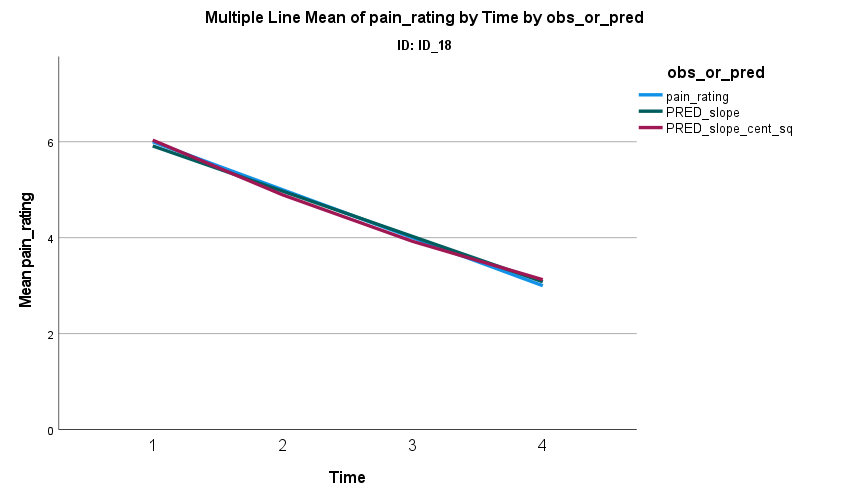 Multiple Line Mean of pain_rating by Time by obs_or_pred
ID: ID_18
obs_or_pred
pain_rating
PRED_slope
PRED_slope_cent_sq
Mean pain_rating
6
4
2
0
1 2 3 4
Time